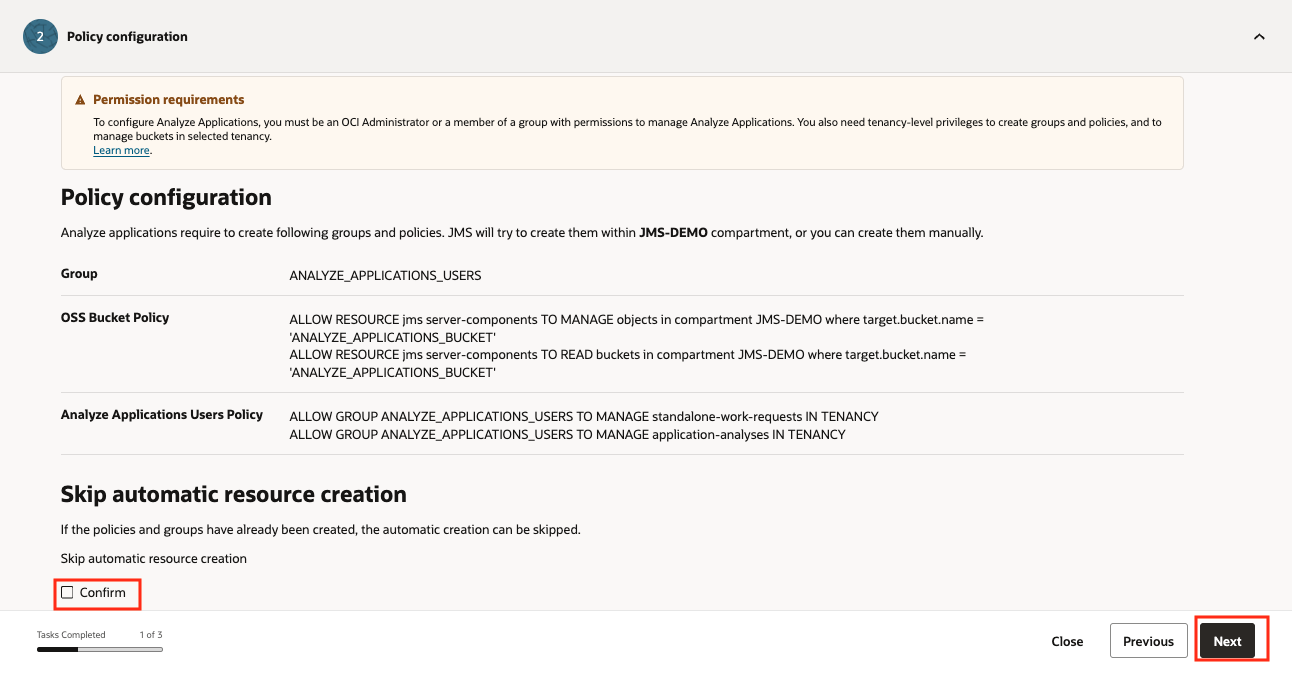 2 Policy configuration
Permission requirements
To configure Analyze Applications, you must be an OCI Administrator or a member of a group with permissions to manage Analyze Applications. You also need tenancy-level privileges to create groups and policies, and to
manage buckets in selected tenancy.
Learn more.
Policy configuration
Analyze applications require to create following groups and policies. JMS will try to create them within JMS-DEMO compartment, or you can create them manually.
Group ANALYZE_APPLICATIONS_USERS
OSS Bucket Policy ALLOW RESOURCE jms server-components TO MANAGE objects in compartment JMS-DEMO where target.bucket.name =
'ANALYZE_APPLICATIONS_BUCKET'
ALLOW RESOURCE jms server-components TO READ buckets in compartment JMS-DEMO where target.bucket.name =
'ANALYZE_APPLICATIONS_BUCKET'
Analyze Applications Users Policy ALLOW GROUP ANALYZE_APPLICATIONS_USERS TO MANAGE standalone-work-requests IN TENANCY
ALLOW GROUP ANALYZE_APPLICATIONS_USERS TO MANAGE application-analyses IN TENANCY
Skip automatic resource creation
If the policies and groups have already been created, the automatic creation can be skipped.
Skip automatic resource creation
Confirm
Tasks Completed 1 of 3
Close Previous Next